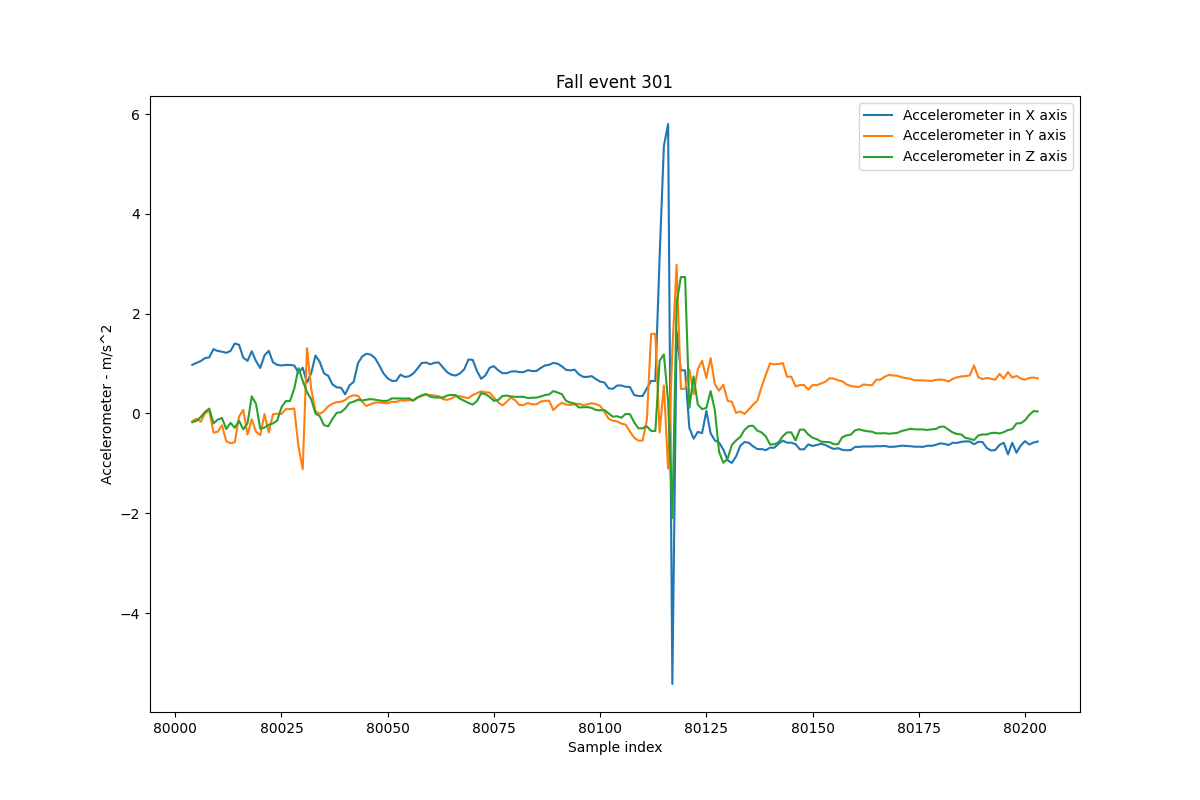 Fall event 301
Accelerometer in X axis
Accelerometer in Y axis
Accelerometer in Z axis
Accelerometer - m/s^2
6
4
2
0
−2
−4
80000 80025 80050 80075 80100 80125 80150 80175 80200
Sample index